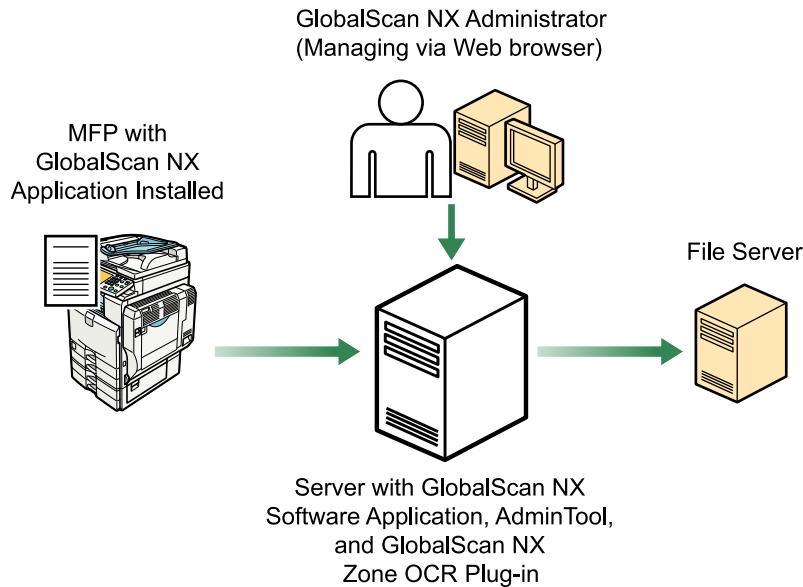 GlobalScan NX Administrator
(Managing via Web browser)
MFP with
GlobalScan NX
Application Installed
File Server
Server with GlobalScan NX
Software Application, AdminTool,
and GlobalScan NX
Zone OCR Plug-in